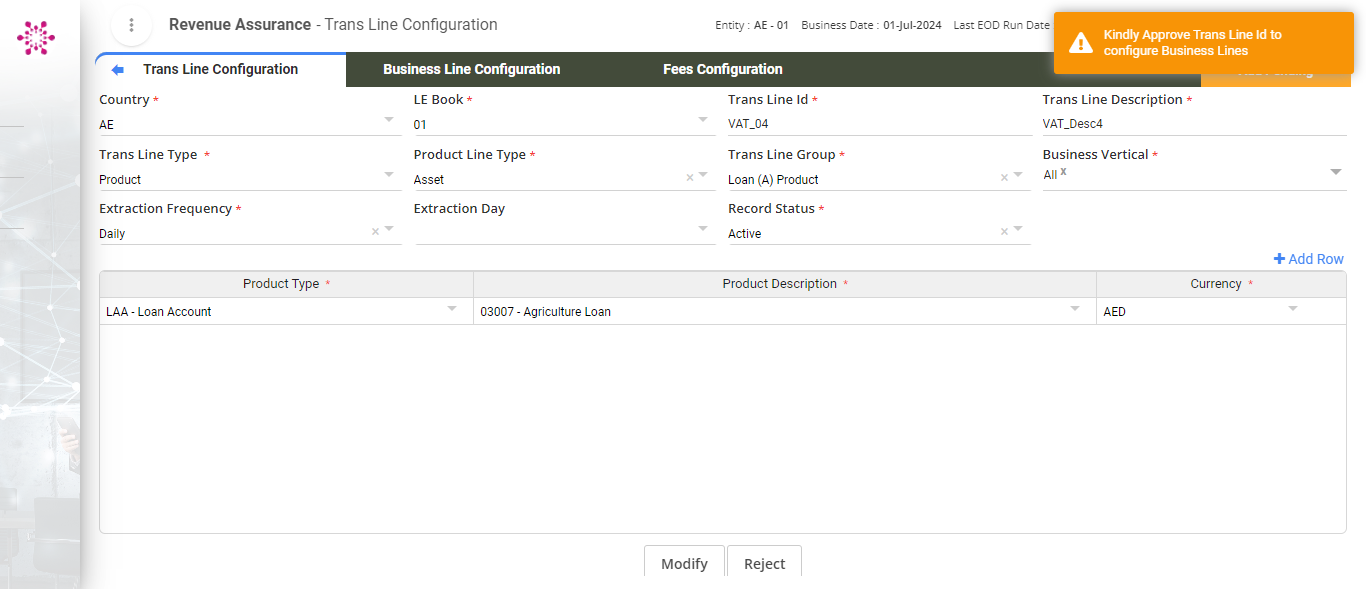 Revenue Assurance - Trans Line Configuration
Entity : AE - 01 Business Date : 01-Jul-2024 Last EOD Run Date
Kindly Approve Trans Line Id to
configure Business Lines
Trans Line Configuration
Business Line Configuration
Fees Configuration
Country *
AE
LE Book *
01
Trans Line Id *
VAT_04
Trans Line Description *
VAT_Desc4
Trans Line Type *
Product
Product Line Type *
Asset
Trans Line Group *
Loan (A) Product
Business Vertical *
All x
Extraction Frequency *
Daily
Extraction Day
Record Status *
Active
+ Add Row
Product Type * Product Description * Currency *
LAA - Loan Account 03007 - Agriculture Loan AED
Modify Reject